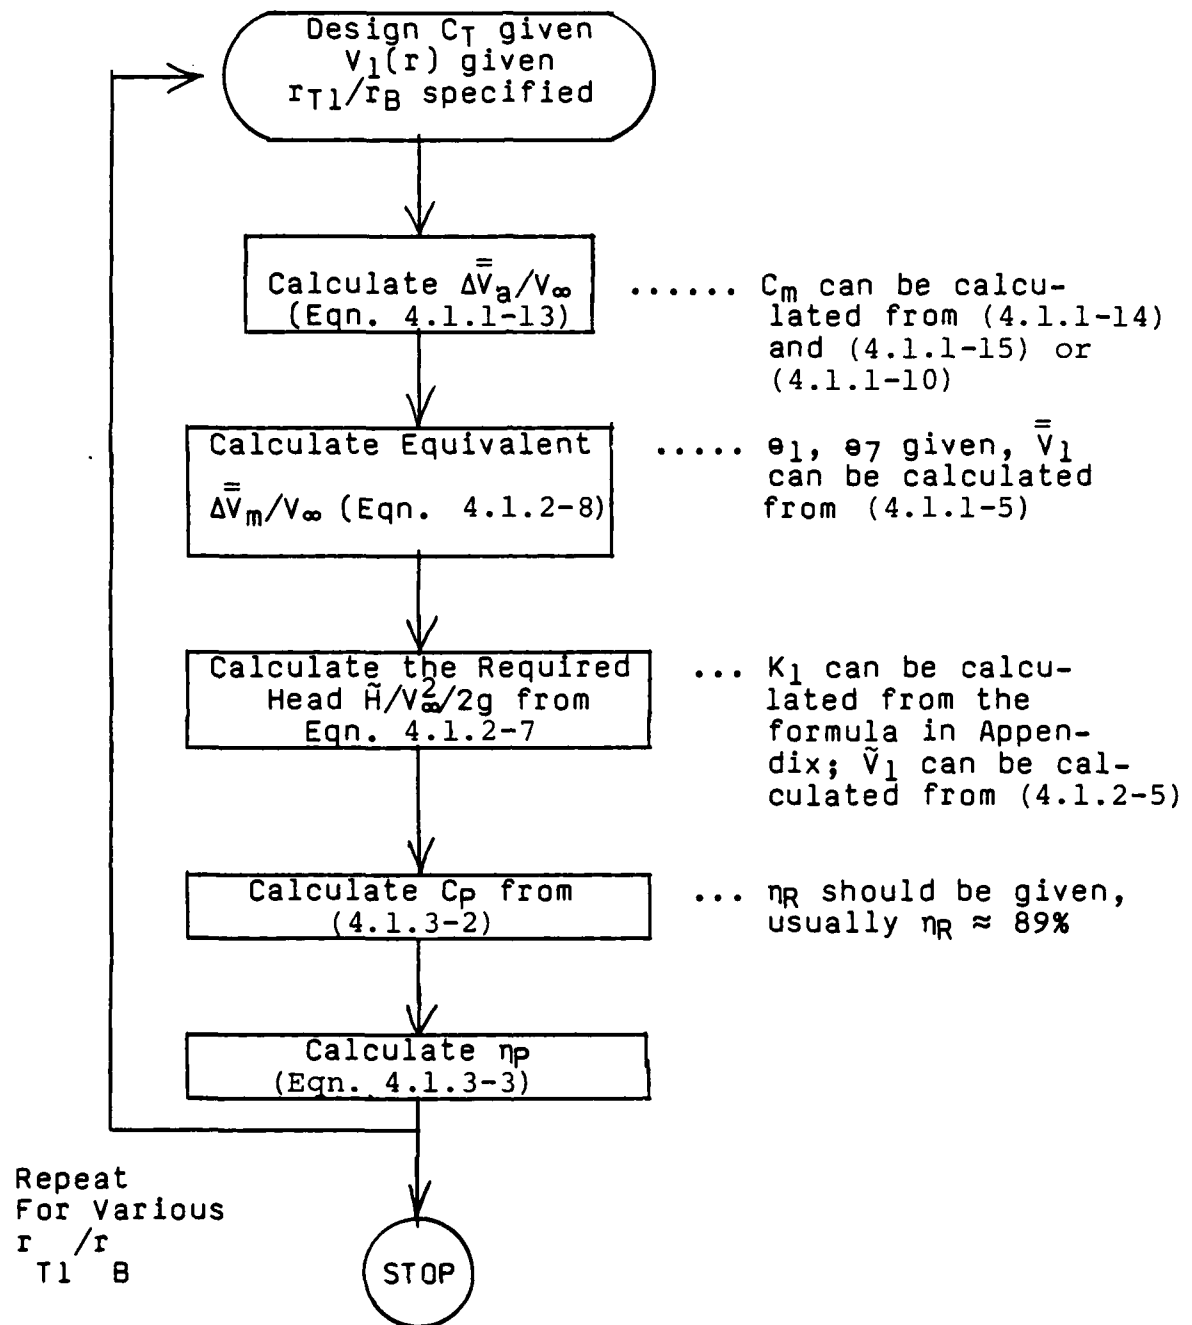 Design C_T given
V_1(r) given
r_T1/r_B specified
Calculate ΔV̿_a/V_∞
(Eqn. 4.1.1-13)
...... C_m can be calcu-
lated from (4.1.1-14)
and (4.1.1-15) or
(4.1.1-10)
Calculate Equivalent
ΔV̿_m/V_∞ (Eqn. 4.1.2-8)
..... θ_1, θ_7 given, V̿_1
can be calculated
from (4.1.1-5)
Calculate the Required
Head H̃/V_∞^2/2g from
Eqn. 4.1.2-7
... K_1 can be calcu-
lated from the
formula in Appen-
dix; Ṽ_1 can be cal-
culated from (4.1.2-5)
Calculate C_P from
(4.1.3-2)
... η_R should be given,
usually η_R ≈ 89%
Calculate η_P
(Eqn. 4.1.3-3)
Repeat
For Various
r_T1/r_B
STOP